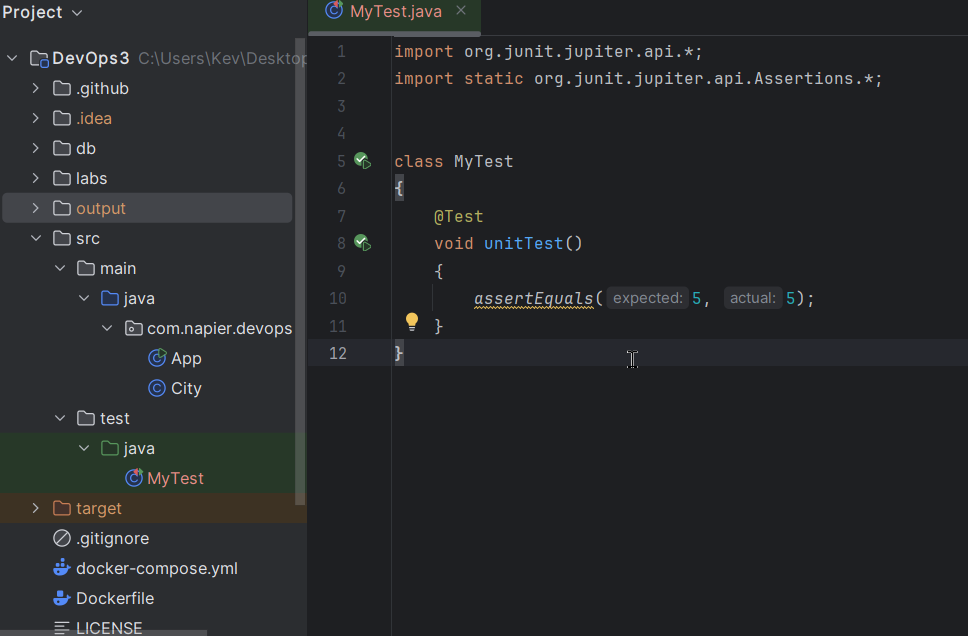 Project
MyTest.java
DevOps3 C:\Users\Kev\Desktop
.github
.idea
db
labs
output
src
main
java
com.napier.devops
App
City
test
java
MyTest
target
.gitignore
docker-compose.yml
Dockerfile
LICENSE
1 import org.junit.jupiter.api.*;
2 import static org.junit.jupiter.api.Assertions.*;
3
4
5 class MyTest
6 {
7 @Test
8 void unitTest()
9 {
10 assertEquals( expected: 5, actual: 5);
11 }
12 }